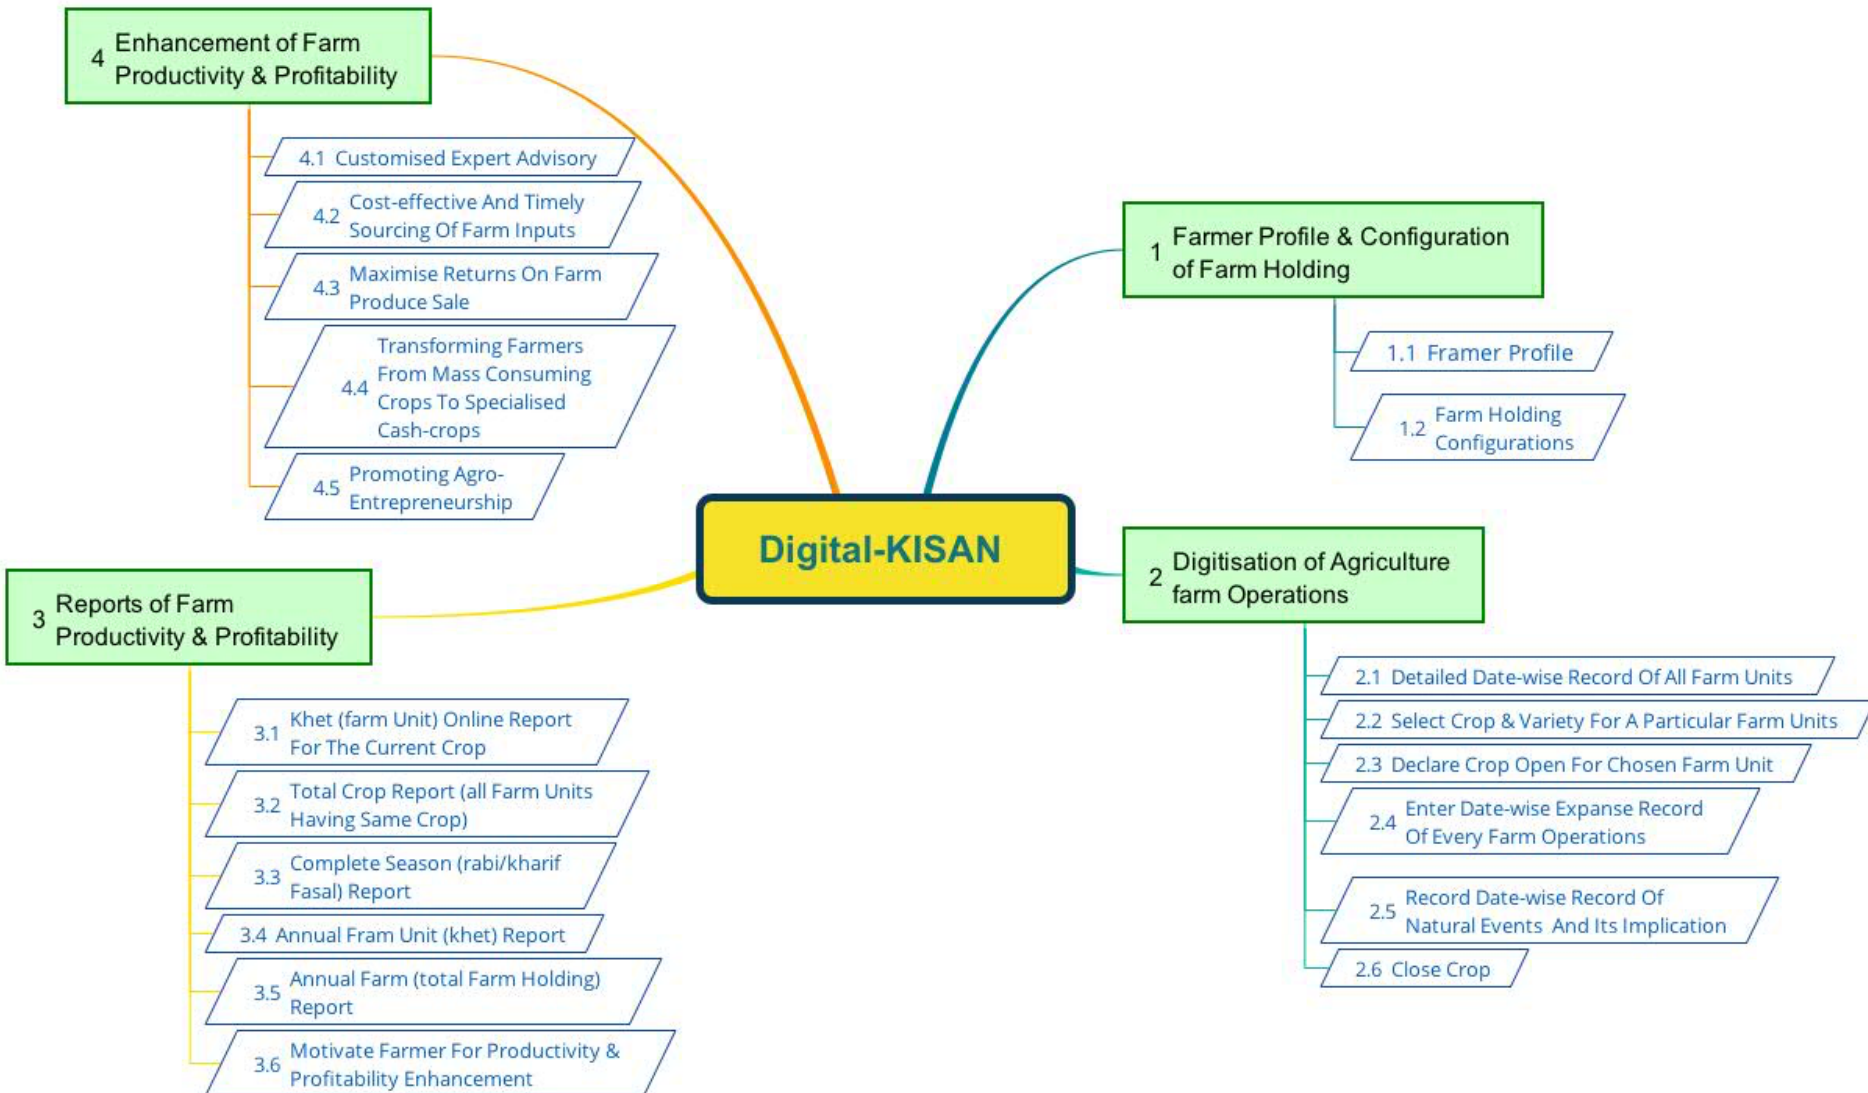 Digital-KISAN
1 Farmer Profile & Configuration
of Farm Holding
1.1 Framer Profile
1.2 Farm Holding
Configurations
2 Digitisation of Agriculture
farm Operations
2.1 Detailed Date-wise Record Of All Farm Units
2.2 Select Crop & Variety For A Particular Farm Units
2.3 Declare Crop Open For Chosen Farm Unit
2.4 Enter Date-wise Expanse Record
Of Every Farm Operations
2.5 Record Date-wise Record Of
Natural Events And Its Implication
2.6 Close Crop
3 Reports of Farm
Productivity & Profitability
3.1 Khet (farm Unit) Online Report
For The Current Crop
3.2 Total Crop Report (all Farm Units
Having Same Crop)
3.3 Complete Season (rabi/kharif
Fasal) Report
3.4 Annual Fram Unit (khet) Report
3.5 Annual Farm (total Farm Holding)
Report
3.6 Motivate Farmer For Productivity &
Profitability Enhancement
4 Enhancement of Farm
Productivity & Profitability
4.1 Customised Expert Advisory
4.2 Cost-effective And Timely
Sourcing Of Farm Inputs
4.3 Maximise Returns On Farm
Produce Sale
4.4 Transforming Farmers
From Mass Consuming
Crops To Specialised
Cash-crops
4.5 Promoting Agro-
Entrepreneurship